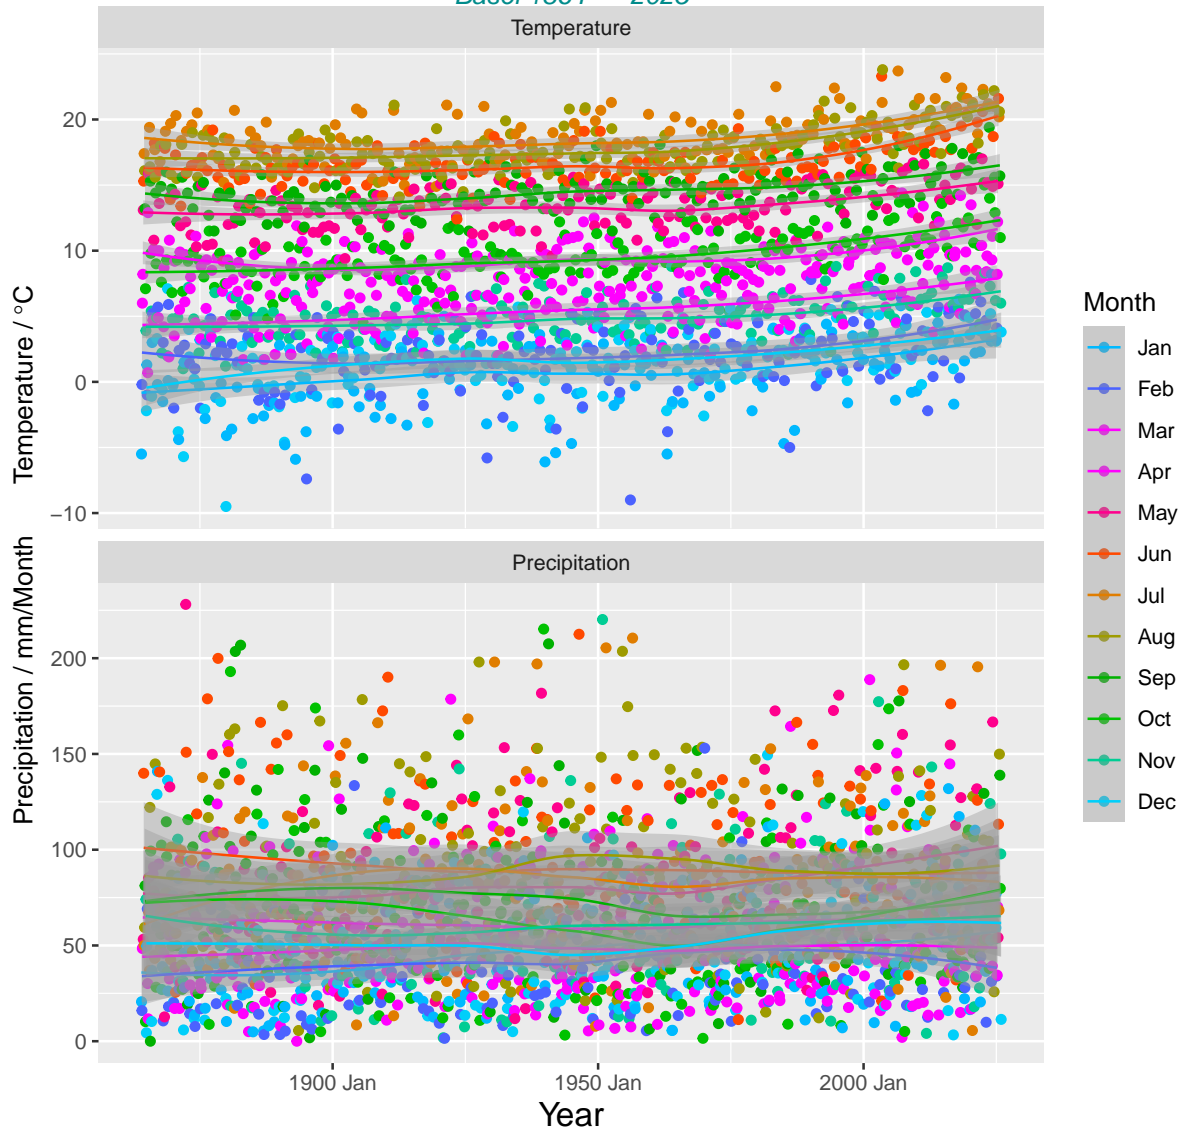 Temperature
20
10
0
−10
Temperature / °C
Precipitation
200
150
100
50
0
Precipitation / mm/Month
1900 Jan
1950 Jan
2000 Jan
Year
Month
Jan
Feb
Mar
Apr
May
Jun
Jul
Aug
Sep
Oct
Nov
Dec